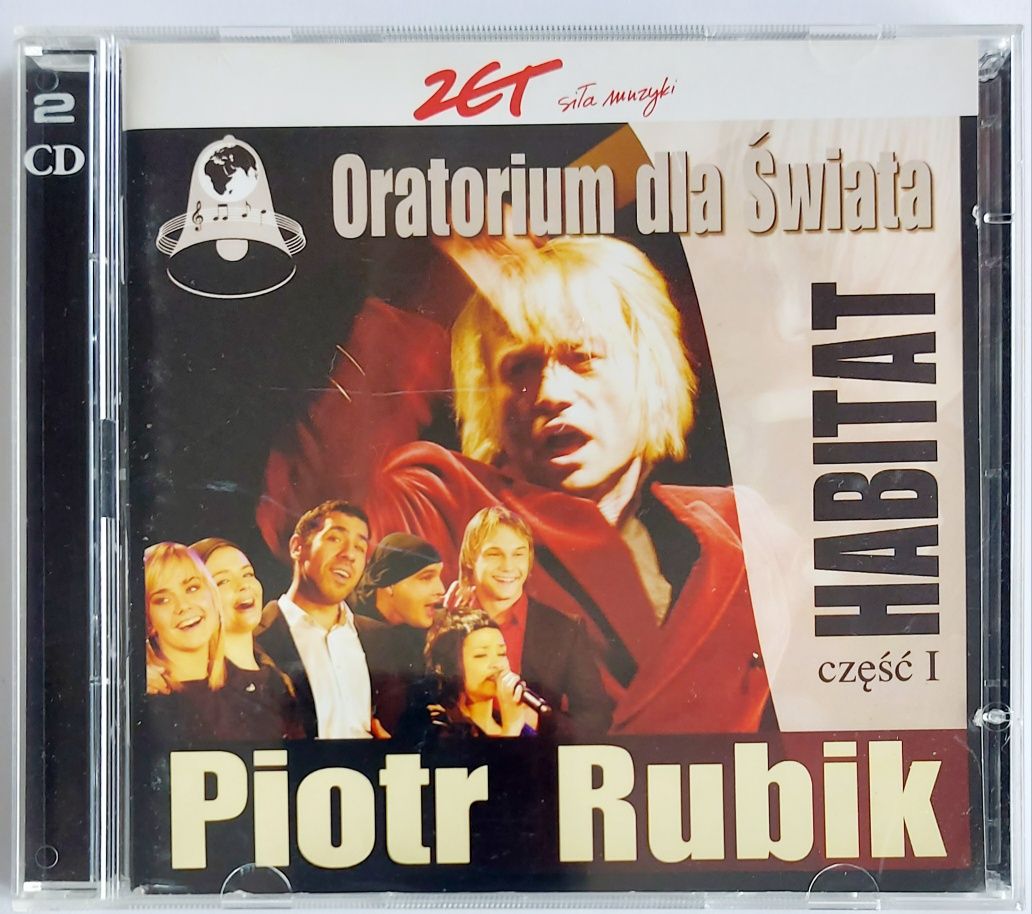 2
CD
ZET siła muzyki
Oratorium dla Świata
HABITAT
część I
Piotr Rubik